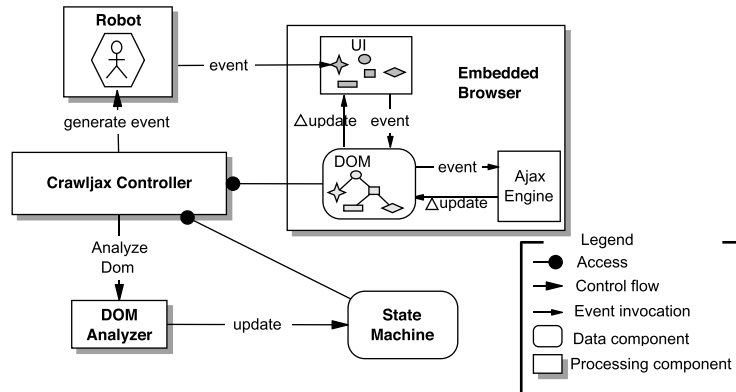 Robot
UI
event
Embedded
Browser
generate event
△update
event
DOM
event
Ajax
Engine
△update
Crawljax Controller
Analyze
Dom
DOM
Analyzer
update
State
Machine
Legend
Access
Control flow
Event invocation
Data component
Processing component